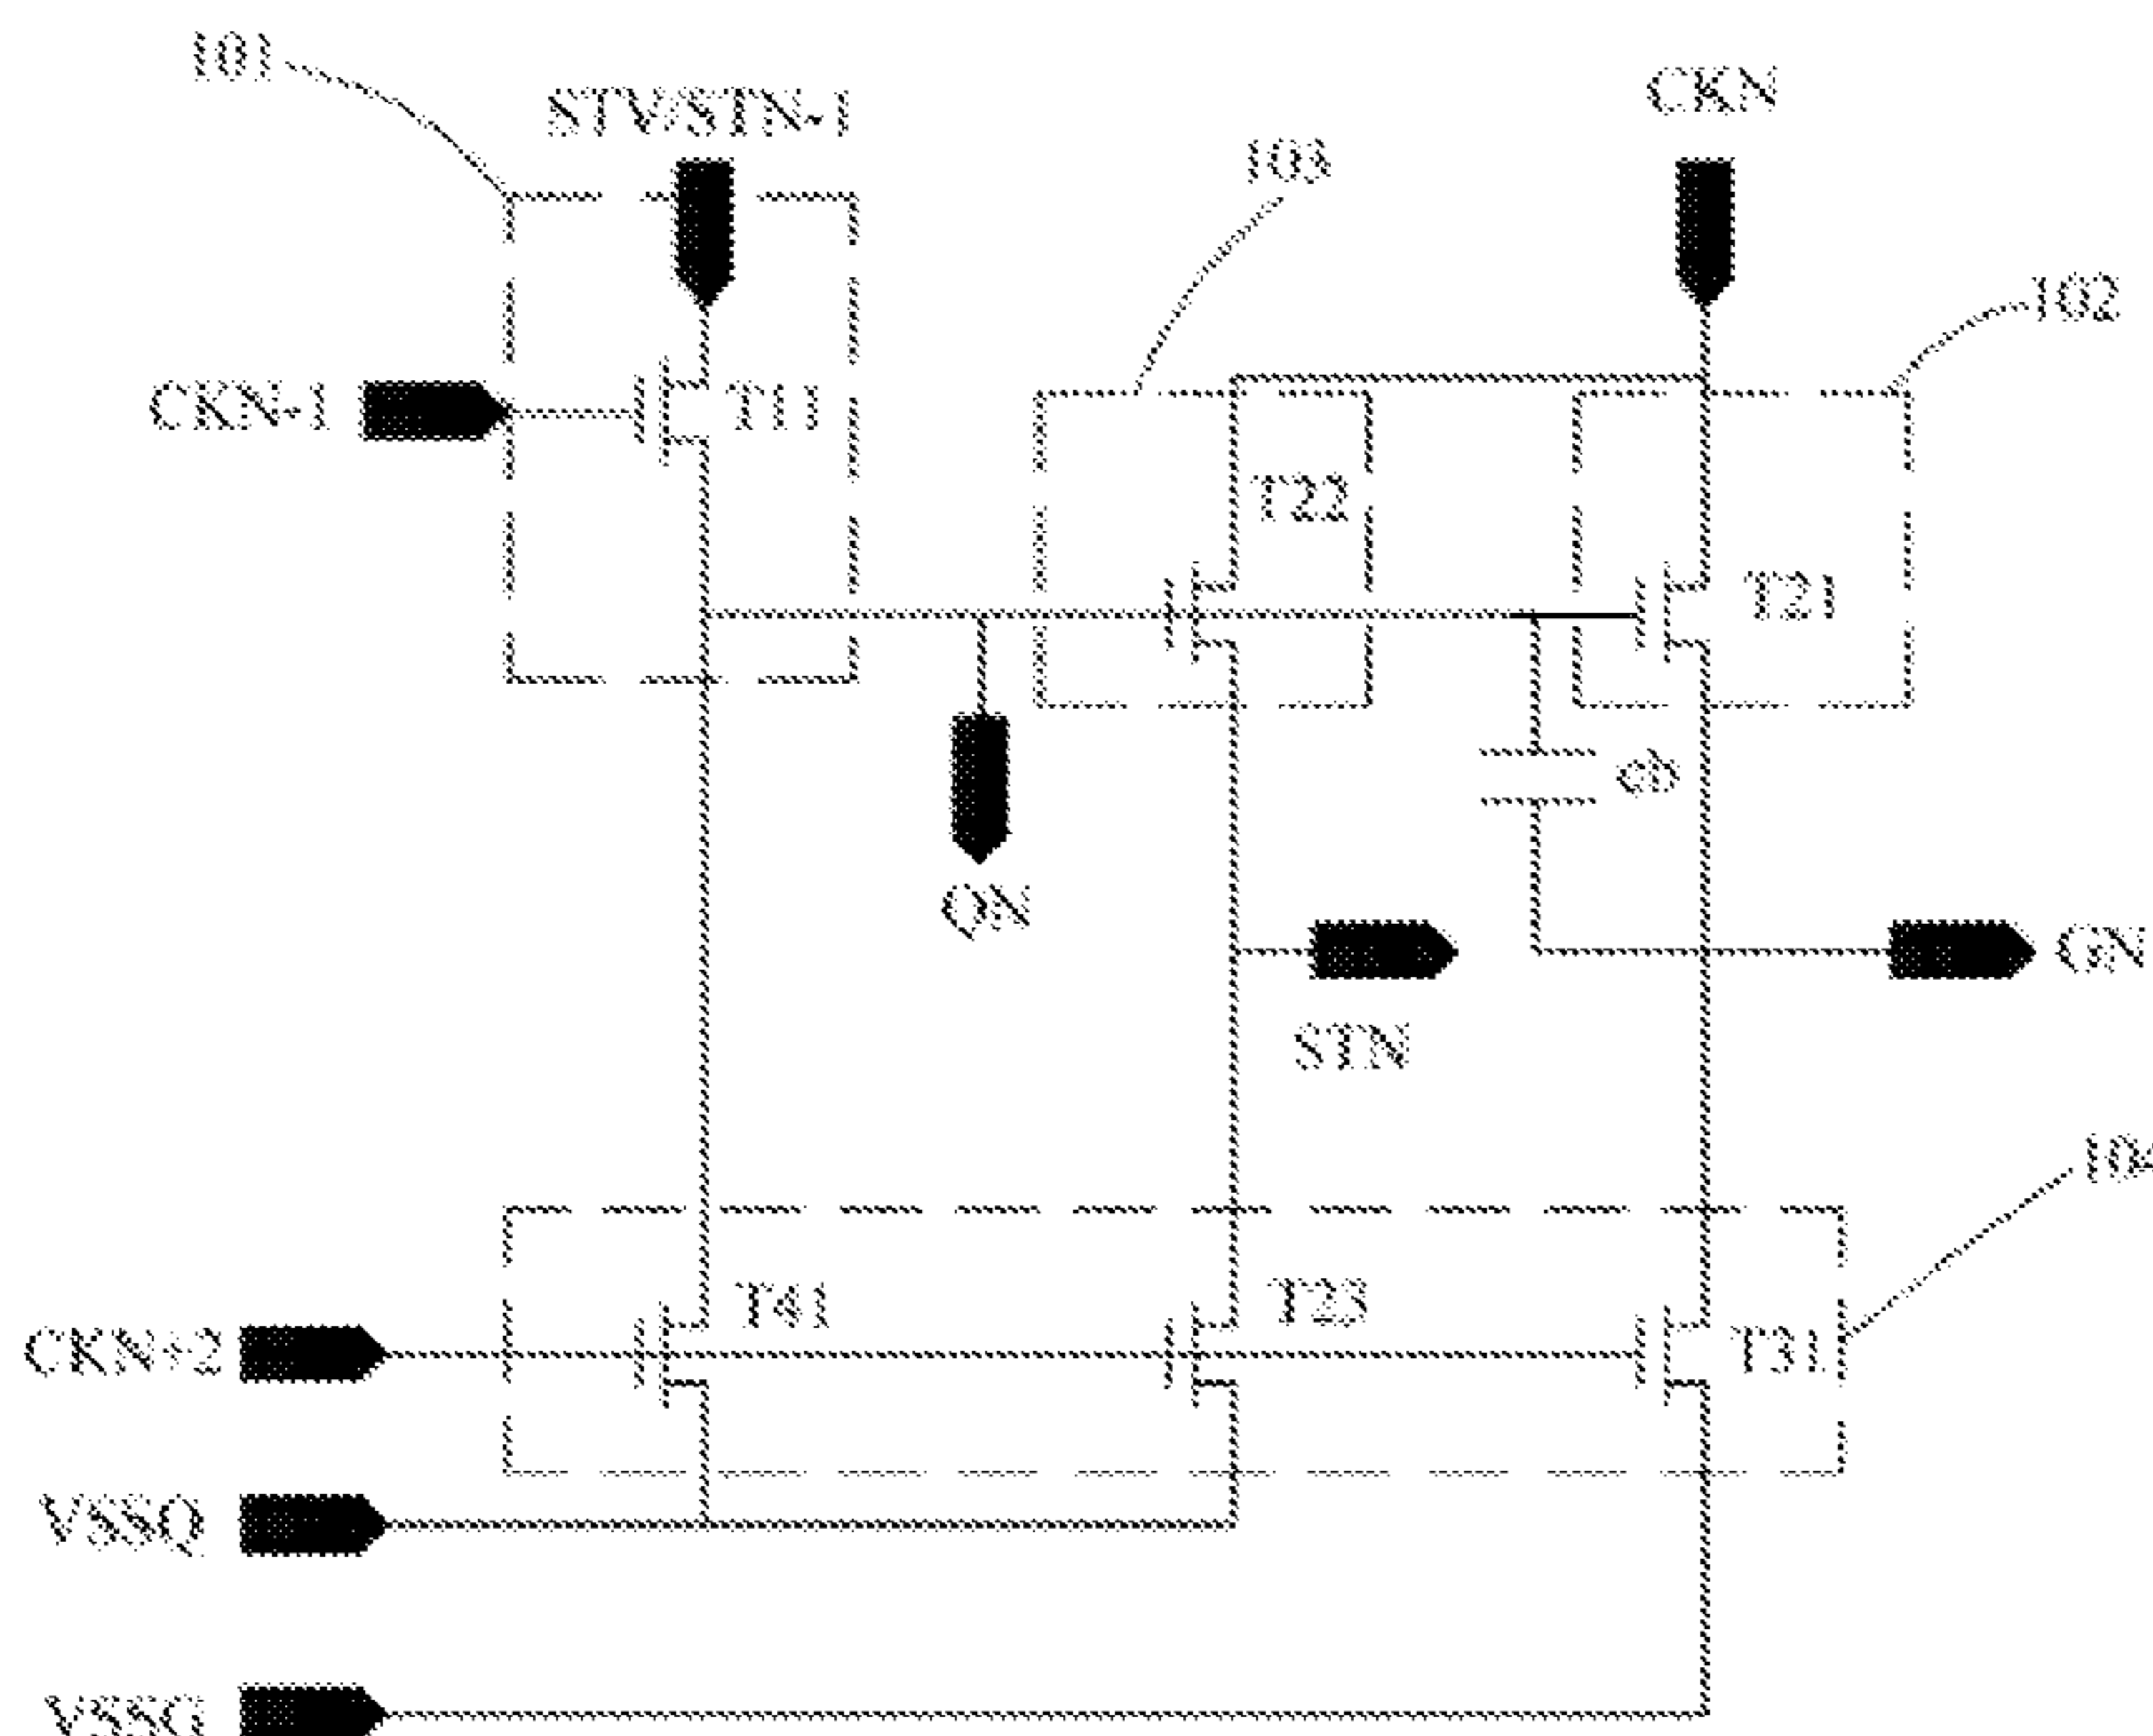 101
STV/STN-1
CKN
103
102
CKN-1
T11
T22
T21
cb
QN
GN
STN
T41
T23
CKN+2
T31
VSSQ